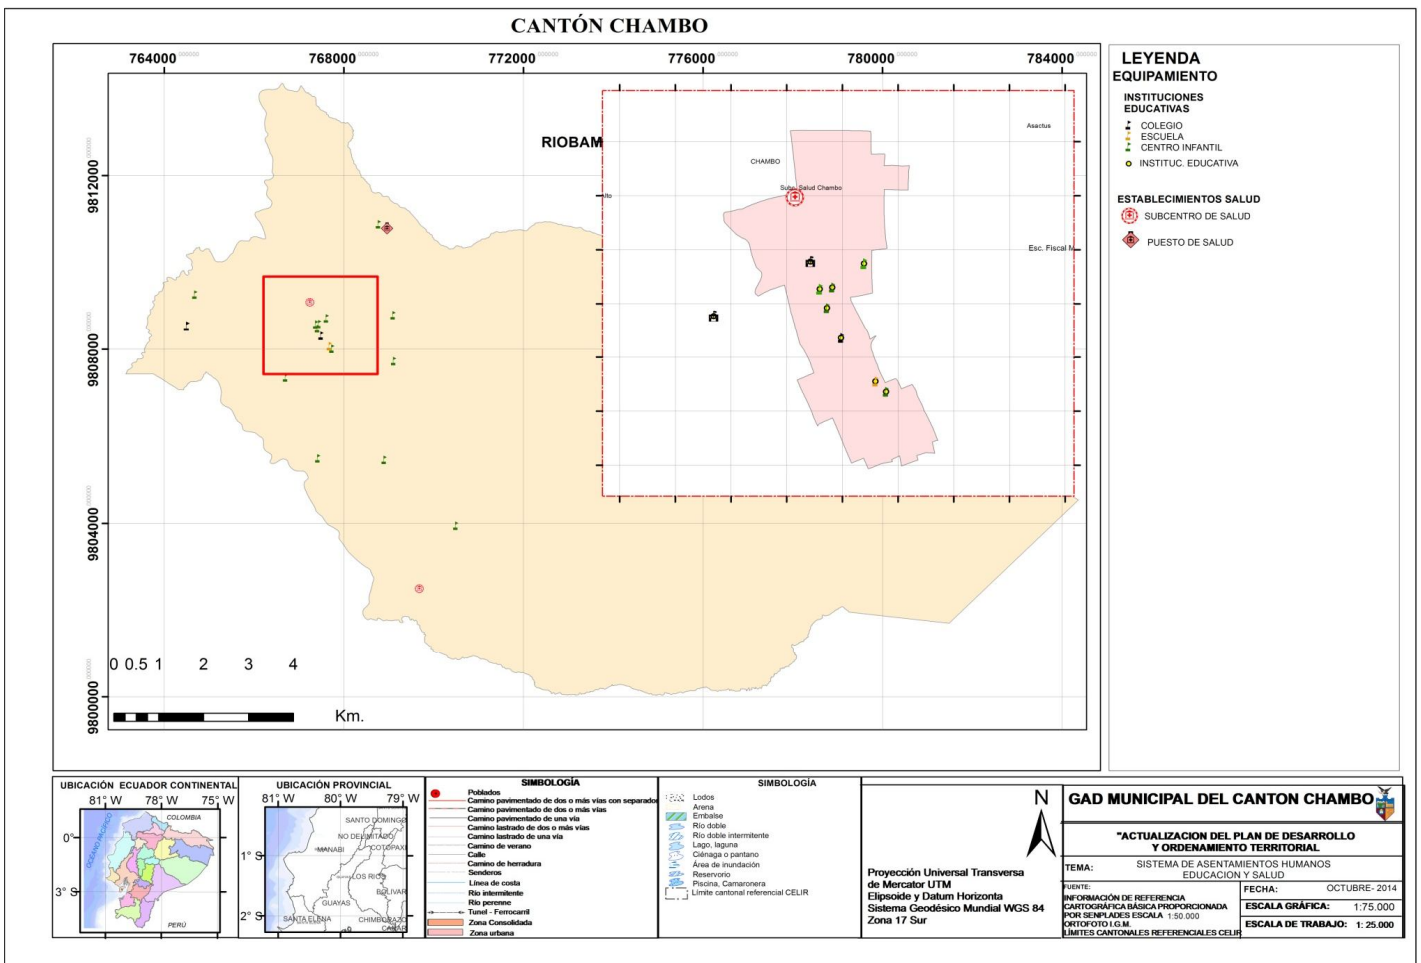 CANTÓN CHAMBO
764000 768000 772000 776000 780000 784000
9812000
9808000
9804000
9800000
RIOBAM
Asactus
CHAMBO
Subc. Salud Chambo
Alto
Esc. Fiscal M
0 0.5 1 2 3 4
Km.
LEYENDA
EQUIPAMIENTO
INSTITUCIONES
EDUCATIVAS
COLEGIO
ESCUELA
CENTRO INFANTIL
INSTITUC. EDUCATIVA
ESTABLECIMIENTOS SALUD
SUBCENTRO DE SALUD
PUESTO DE SALUD
UBICACIÓN ECUADOR CONTINENTAL
81° W 78° W 75° W
0°
3° S
COLOMBIA
OCÉANO PACÍFICO
PERÚ
UBICACIÓN PROVINCIAL
81° W 80° W 79° W
1° S
2° S
SANTO DOMINGO
NO DELIMITADO
MANABI
COTOPAXI
LOS RIOS
BOLIVAR
GUAYAS
SANTA ELENA
CHIMBORAZO
CAÑAR
SIMBOLOGÍA
Poblados
Camino pavimentado de dos o más vías con separador
Camino pavimentado de dos o más vías
Camino pavimentado de una vía
Camino lastrado de dos o más vías
Camino lastrado de una vía
Camino de verano
Calle
Camino de herradura
Senderos
Línea de costa
Río intermitente
Río perenne
Tunel - Ferrocarril
Zona Consolidada
Zona urbana
SIMBOLOGÍA
Lodos
Arena
Embalse
Río doble
Río doble intermitente
Lago, laguna
Ciénaga o pantano
Área de inundación
Reservorio
Piscina, Camaronera
Límite cantonal referencial CELIR
N
Proyección Universal Transversa
de Mercator UTM
Elipsoide y Datum Horizonta
Sistema Geodésico Mundial WGS 84
Zona 17 Sur
GAD MUNICIPAL DEL CANTON CHAMBO
"ACTUALIZACION DEL PLAN DE DESARROLLO
Y ORDENAMIENTO TERRITORIAL
TEMA: SISTEMA DE ASENTAMIENTOS HUMANOS
EDUCACION Y SALUD
FUENTE:
INFORMACIÓN DE REFERENCIA
CARTOGRÁFICA BÁSICA PROPORCIONADA
POR SENPLADES ESCALA 1:50.000
ORTOFOTO I.G.M.
LÍMITES CANTONALES REFERENCIALES CELIR
FECHA: OCTUBRE- 2014
ESCALA GRÁFICA: 1:75.000
ESCALA DE TRABAJO: 1: 25.000